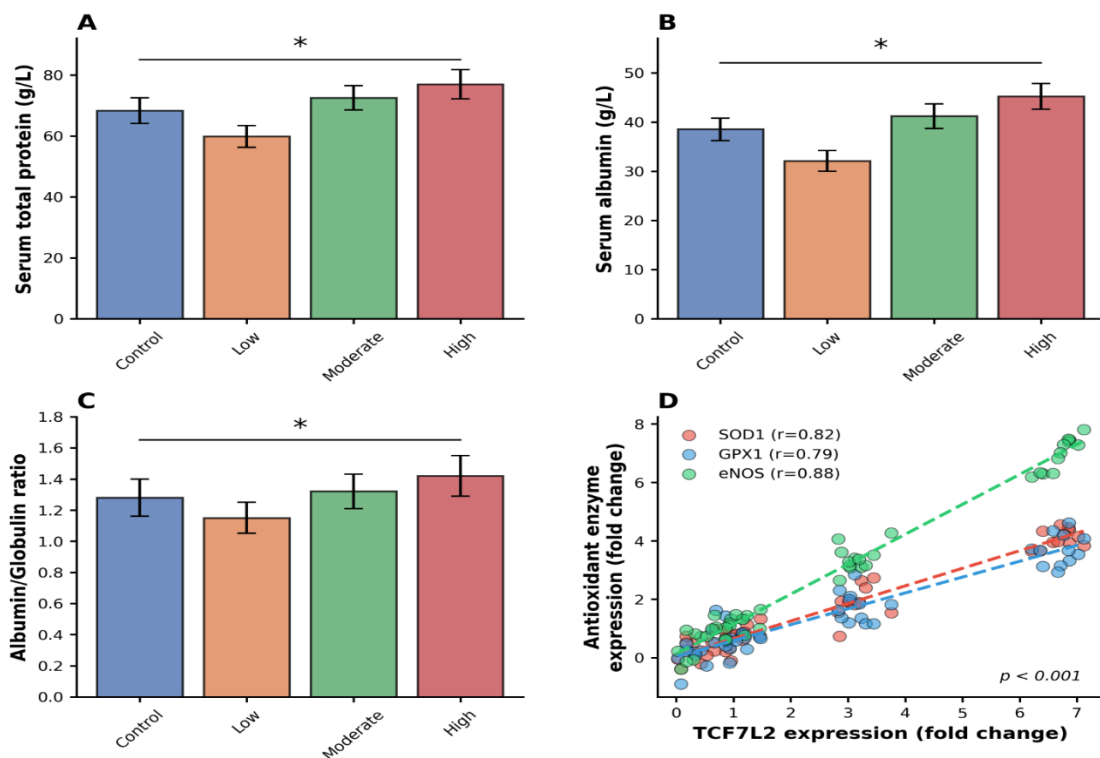 A
Serum total protein (g/L)
80
60
40
20
0
*
Control
Low
Moderate
High
B
Serum albumin (g/L)
50
40
30
20
10
0
*
Control
Low
Moderate
High
C
Albumin/Globulin ratio
1.8
1.6
1.4
1.2
1.0
0.8
0.6
0.4
0.2
0.0
*
Control
Low
Moderate
High
D
Antioxidant enzyme
expression (fold change)
8
6
4
2
0
SOD1 (r=0.82)
GPX1 (r=0.79)
eNOS (r=0.88)
p < 0.001
0 1 2 3 4 5 6 7
TCF7L2 expression (fold change)